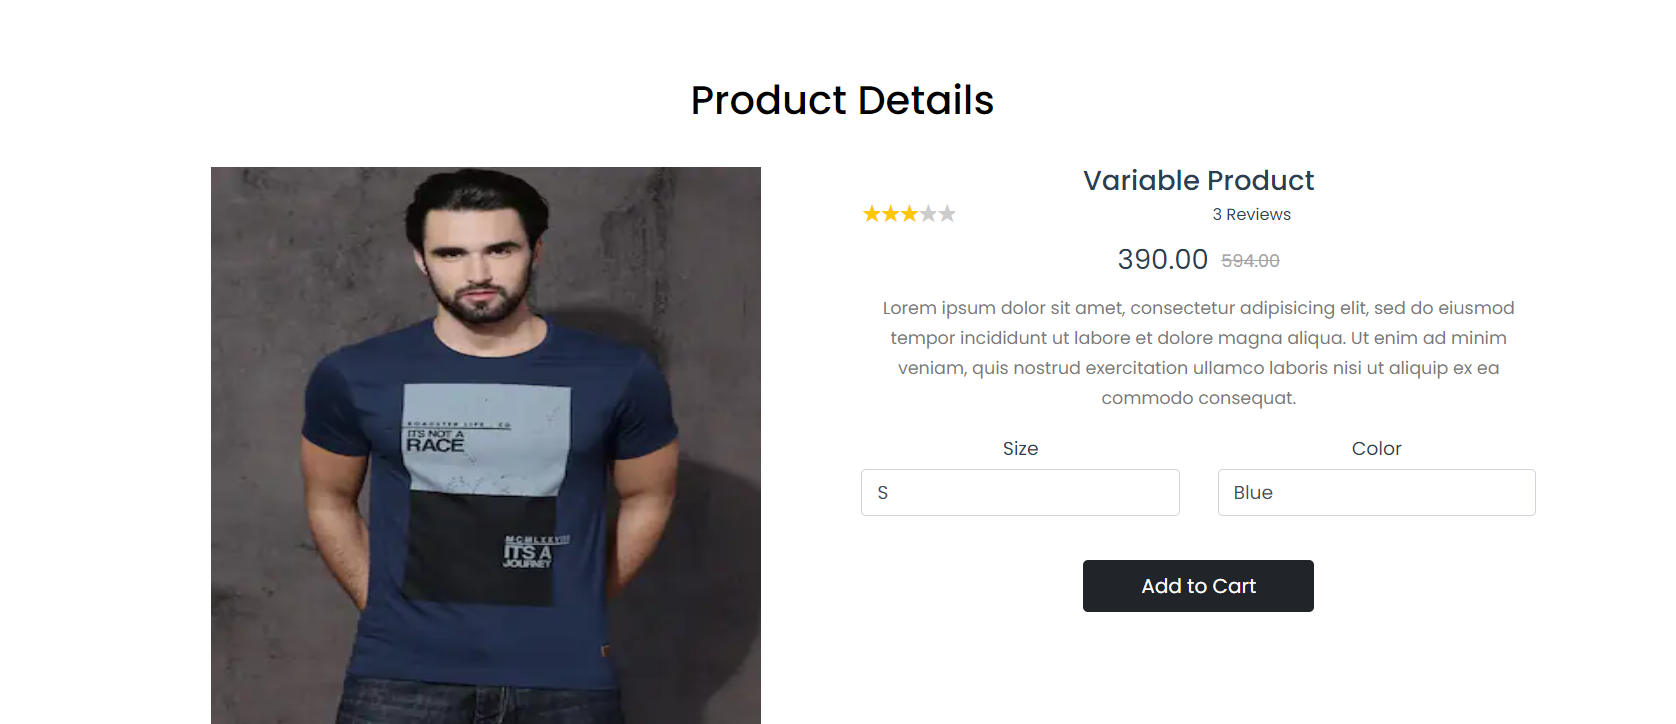 Product Details
Variable Product
3 Reviews
390.00 594.00
Lorem ipsum dolor sit amet, consectetur adipisicing elit, sed do eiusmod
tempor incididunt ut labore et dolore magna aliqua. Ut enim ad minim
veniam, quis nostrud exercitation ullamco laboris nisi ut aliquip ex ea
commodo consequat.
Size
Color
S
Blue
Add to Cart
ROADSTER LIFE . CO
ITS NOT A
RACE
ITS A
JOURNEY